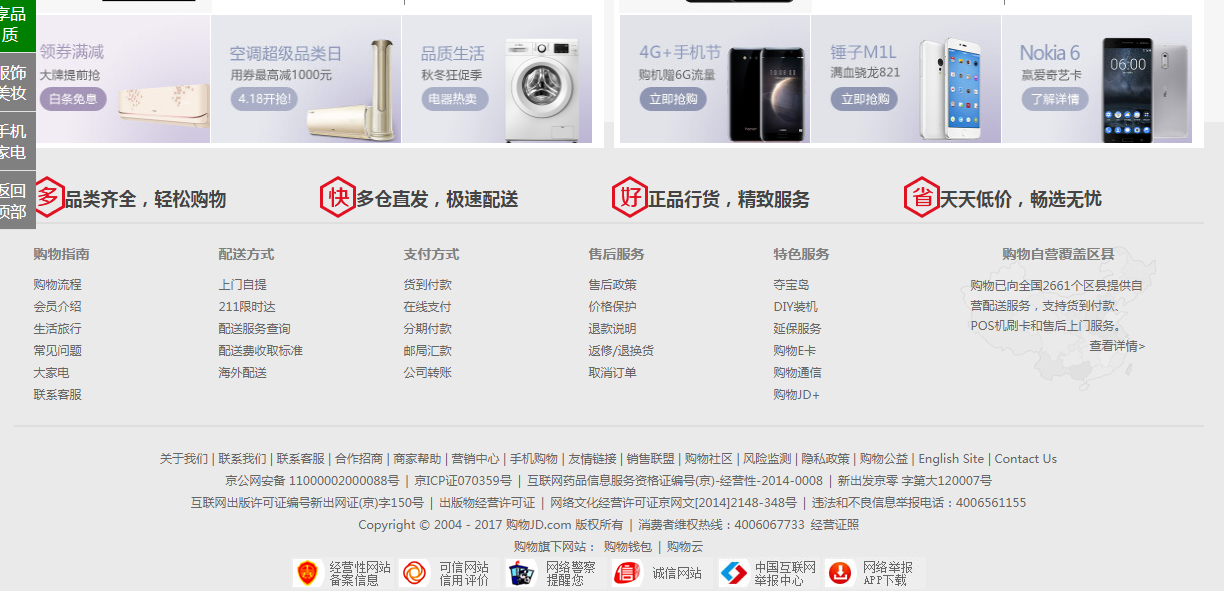 享品
质
服饰
美妆
手机
家电
返回
顶部
领券满减
大牌提前抢
白条免息
空调超级品类日
用券最高减1000元
4.18开抢!
品质生活
秋冬狂促季
电器热卖
4G+手机节
购机赠6G流量
立即抢购
锤子M1L
满血骁龙821
立即抢购
Nokia 6
赢爱奇艺卡
了解详情
06:00
多 品类齐全，轻松购物
快 多仓直发，极速配送
好 正品行货，精致服务
省 天天低价，畅选无忧
购物指南
购物流程
会员介绍
生活旅行
常见问题
大家电
联系客服
配送方式
上门自提
211限时达
配送服务查询
配送费收取标准
海外配送
支付方式
货到付款
在线支付
分期付款
邮局汇款
公司转账
售后服务
售后政策
价格保护
退款说明
返修/退换货
取消订单
特色服务
夺宝岛
DIY装机
延保服务
购物E卡
购物通信
购物JD+
购物自营覆盖区县
购物已向全国2661个区县提供自
营配送服务，支持货到付款、
POS机刷卡和售后上门服务。
查看详情>
关于我们 | 联系我们 | 联系客服 | 合作招商 | 商家帮助 | 营销中心 | 手机购物 | 友情链接 | 销售联盟 | 购物社区 | 风险监测 | 隐私政策 | 购物公益 | English Site | Contact Us
京公网安备 11000002000088号 | 京ICP证070359号 | 互联网药品信息服务资格证编号(京)-经营性-2014-0008 | 新出发京零 字第大120007号
互联网出版许可证编号新出网证(京)字150号 | 出版物经营许可证 | 网络文化经营许可证京网文[2014]2148-348号 | 违法和不良信息举报电话：4006561155
Copyright © 2004 - 2017 购物JD.com 版权所有 | 消费者维权热线：4006067733 经营证照
购物旗下网站： 购物钱包 | 购物云
经营性网站
备案信息
可信网站
信用评价
网络警察
提醒您
信 诚信网站
中国互联网
举报中心
网络举报
APP下载